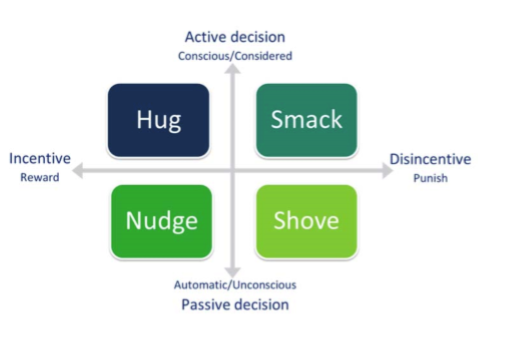 Active decision
Conscious/Considered
Hug
Smack
Incentive
Reward
Disincentive
Punish
Nudge
Shove
Automatic/Unconscious
Passive decision